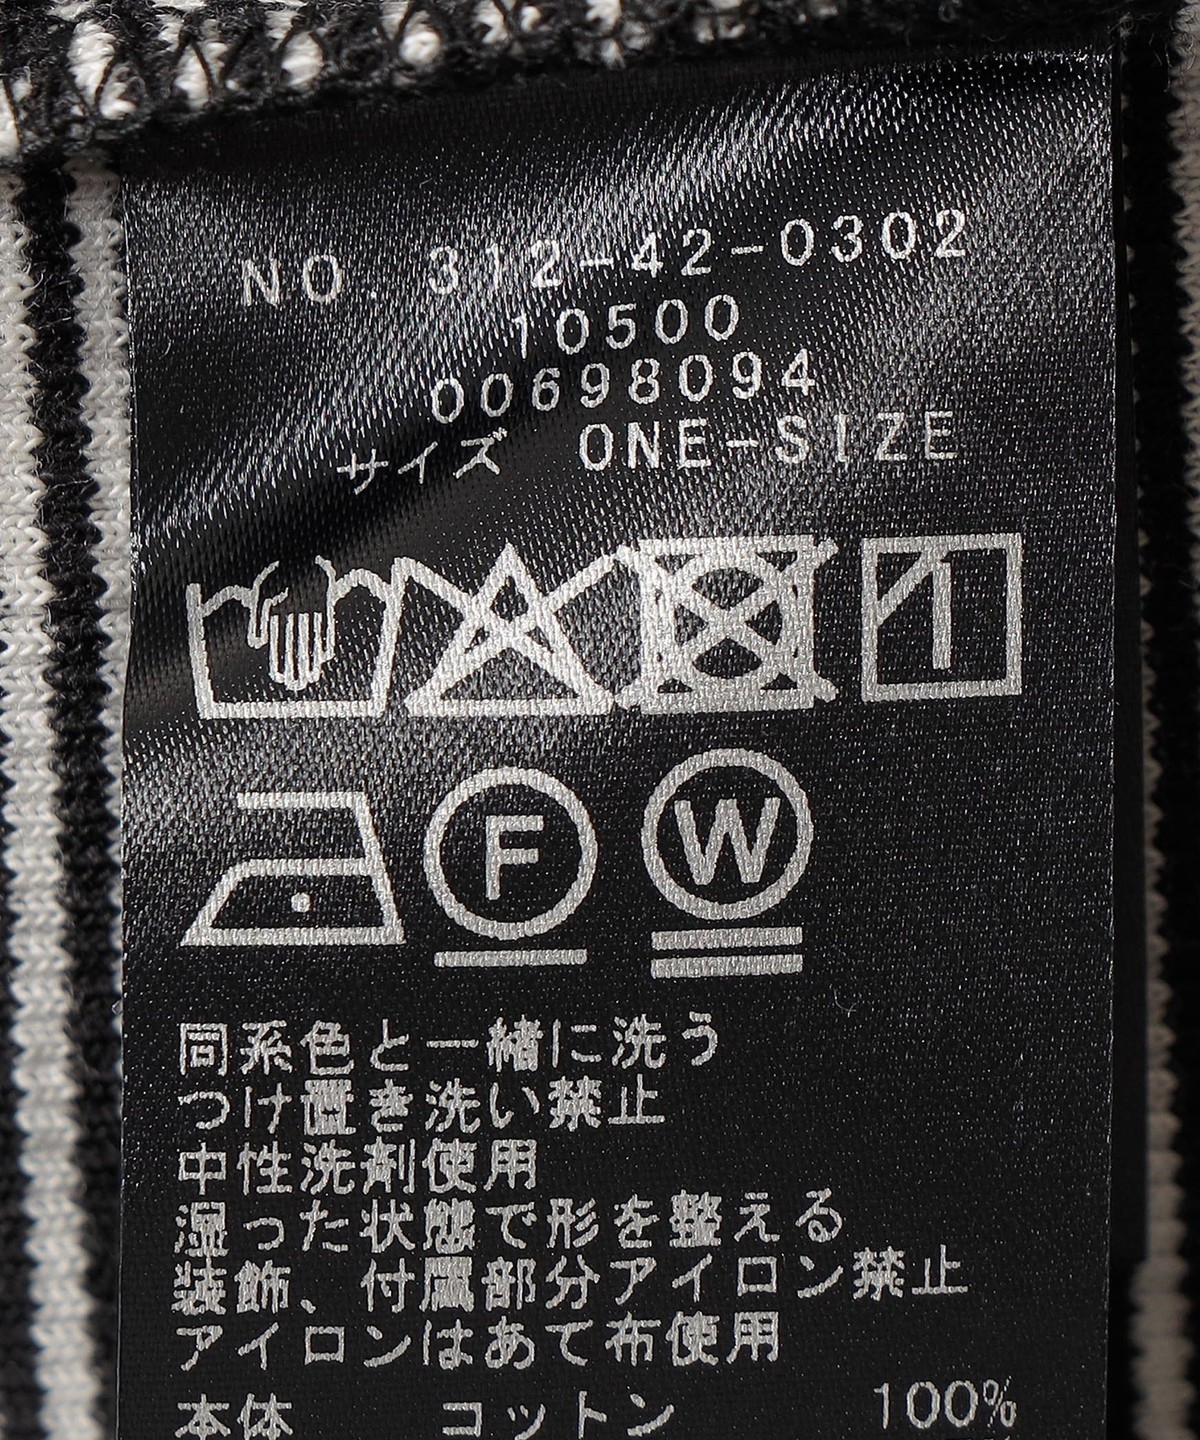 NO. 312-42-0302
10500
00698094
サイズ ONE-SIZE
F W
同系色と一緒に洗う
つけ置き洗い禁止
中性洗剤使用
湿った状態で形を整える
装飾、付属部分アイロン禁止
アイロンはあて布使用
本体 コットン 100%